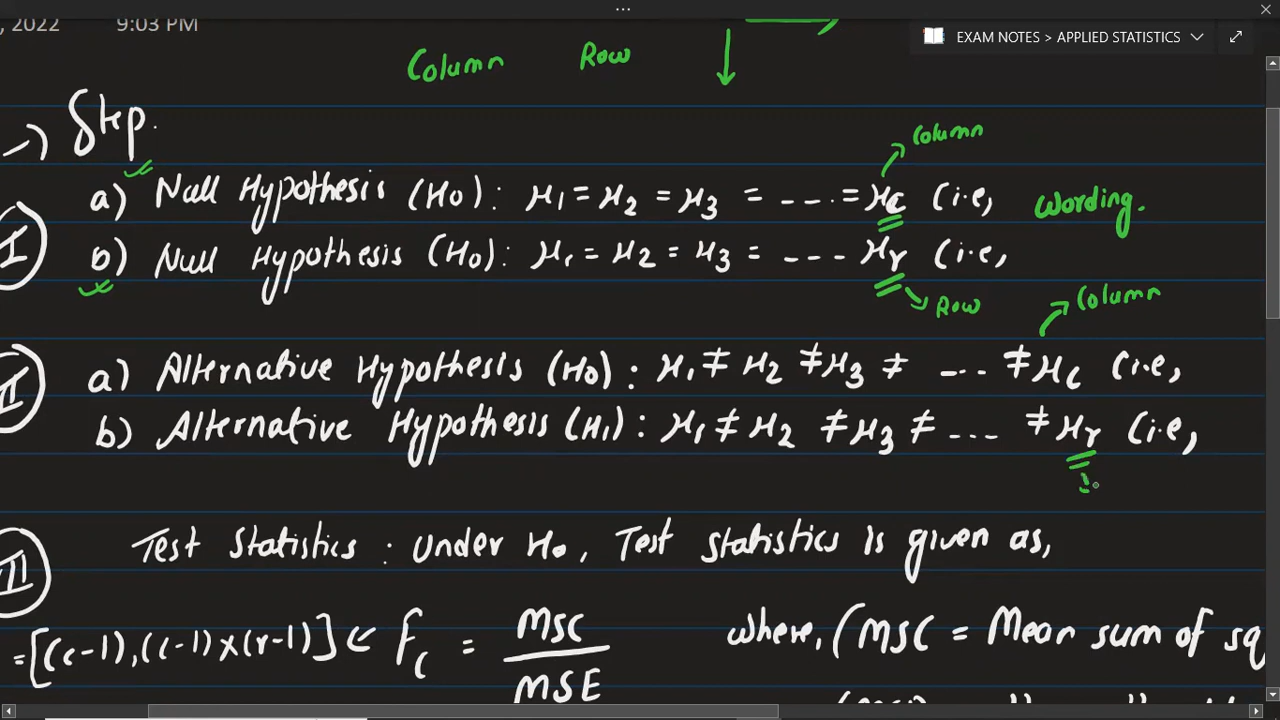 , 2022 9:03 PM
EXAM NOTES > APPLIED STATISTICS
Column Row
→ Step.
Column
I
a) Null Hypothesis (H0): μ1 = μ2 = μ3 = ---- = μc (i.e, Wording.
b) Null Hypothesis (H0): μ1 = μ2 = μ3 = ---- μr (i.e,
Row
Column
II
a) Alternative Hypothesis (H0): μ1 ≠ μ2 ≠ μ3 ≠ --- ≠ μc (i.e,
b) Alternative Hypothesis (H1): μ1 ≠ μ2 ≠ μ3 ≠ --- ≠ μr (i.e,
III
Test Statistics: Under H0, Test statistics is given as,
=[(c-1),(c-1)×(r-1)] ← Fc = MSC / MSE where, (MSC = Mean sum of sq